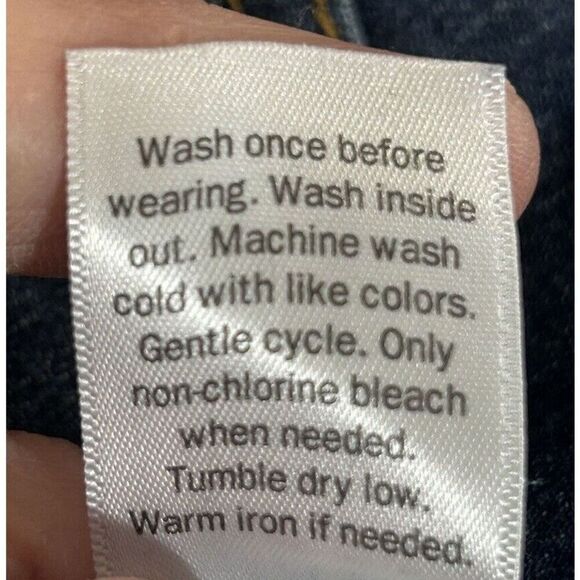 Wash once before
wearing. Wash inside
out. Machine wash
cold with like colors.
Gentle cycle. Only
non-chlorine bleach
when needed.
Tumble dry low.
Warm iron if needed.